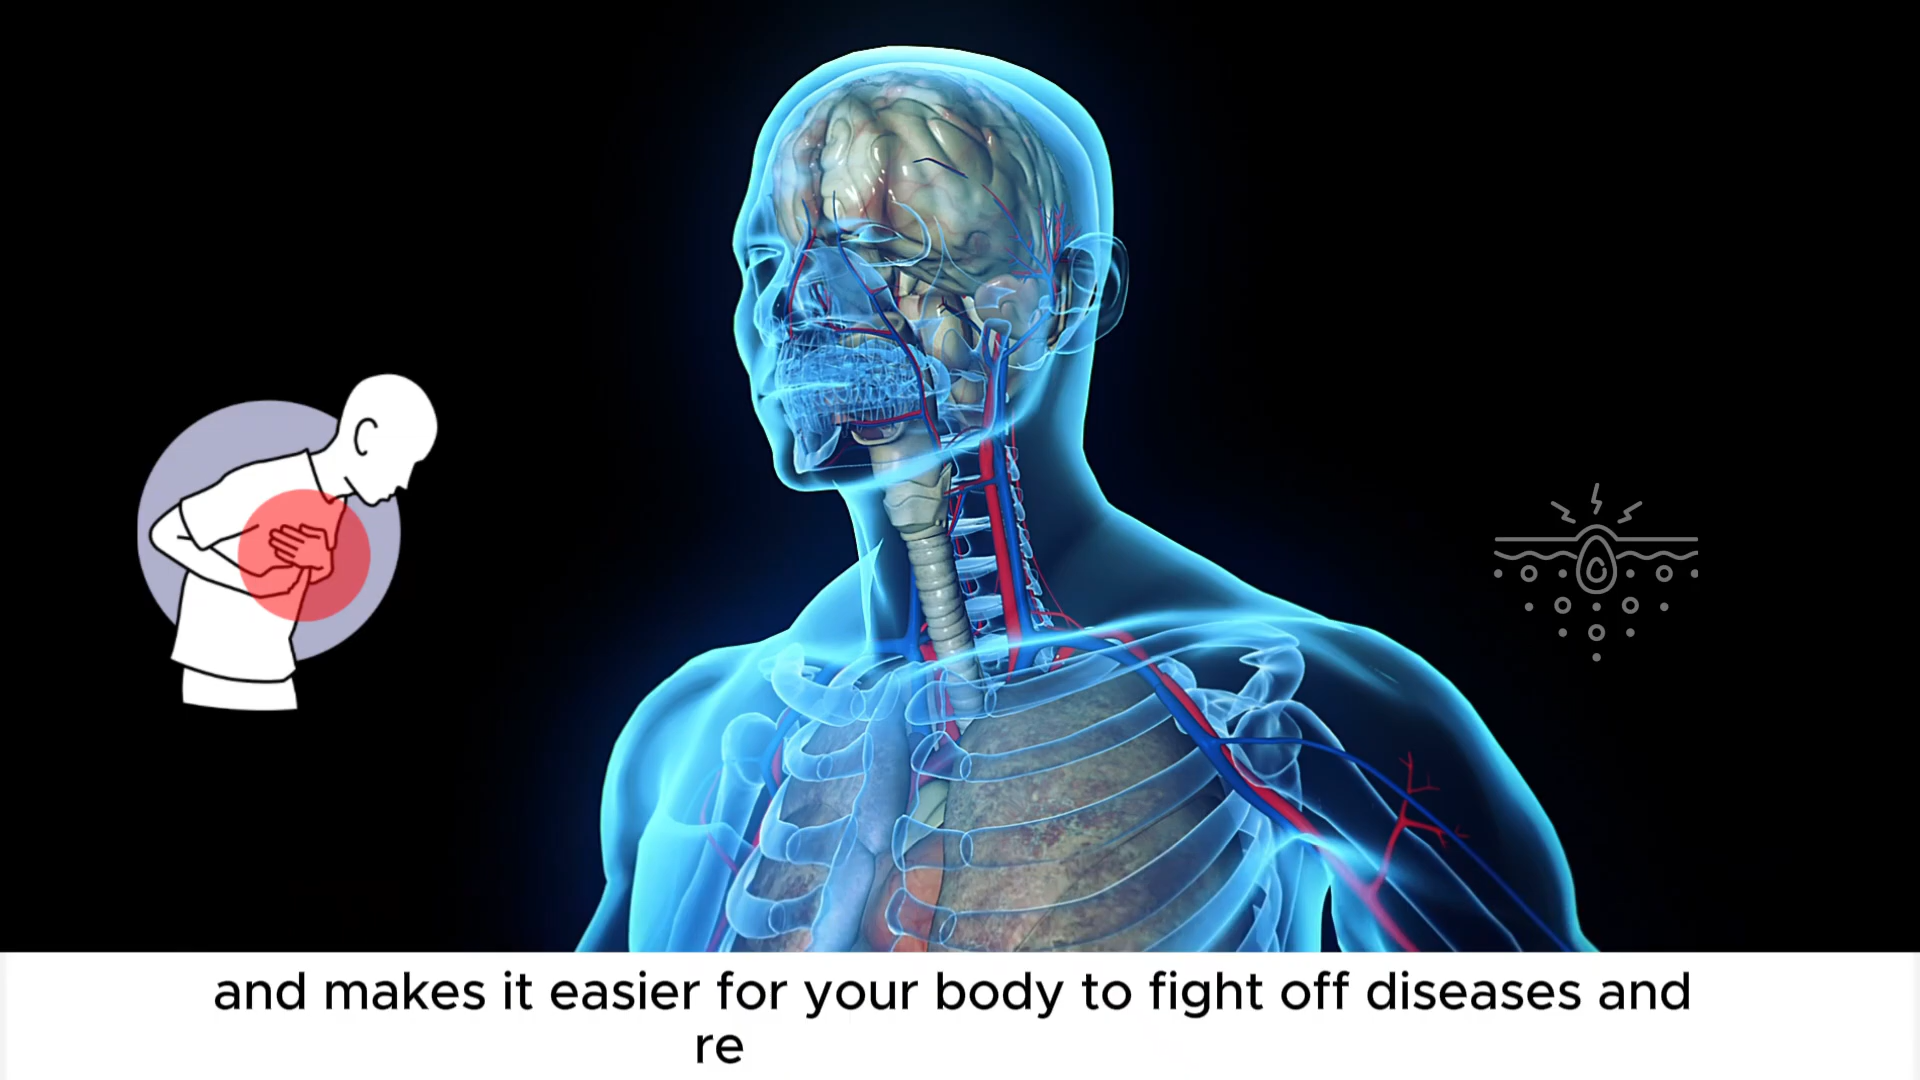 and makes it easier for your body to fight off diseases and
re